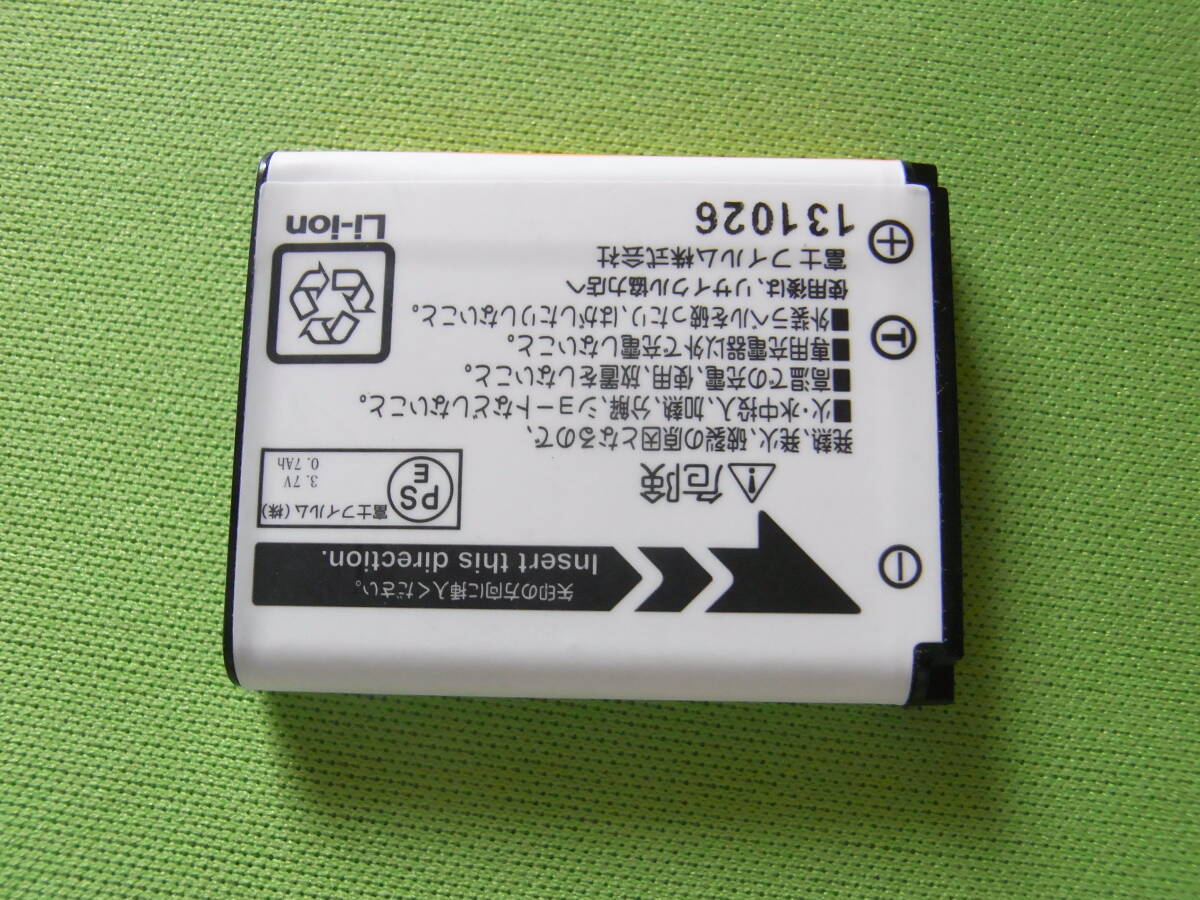 矢印の方向に挿入ください。
Insert this direction.
富士フイルム(株)
3.7V
0.7Ah
PS
E
危険
発熱、発火、破裂の原因となるので、
■火・水中投入、加熱、分解、ショートなどしないこと。
■高温での充電、使用、放置をしないこと。
■専用充電器以外で充電しないこと。
■外装ラベルを破ったり、はがしたりしないこと。
使用後は、リサイクル協力店へ
富士フイルム株式会社
131026
Li-ion
T